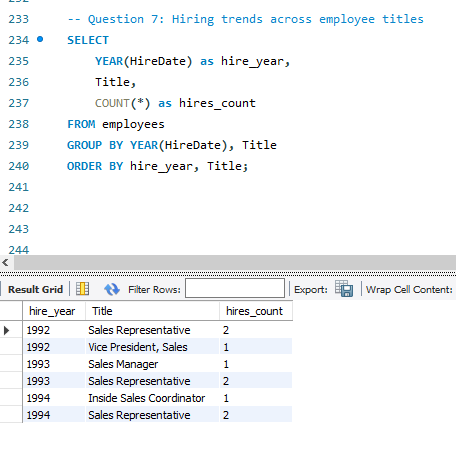 233 -- Question 7: Hiring trends across employee titles
234 SELECT
235 YEAR(HireDate) as hire_year,
236 Title,
237 COUNT(*) as hires_count
238 FROM employees
239 GROUP BY YEAR(HireDate), Title
240 ORDER BY hire_year, Title;
241
242
243
244
Result Grid Filter Rows: Export: Wrap Cell Content:
hire_year Title hires_count
1992 Sales Representative 2
1992 Vice President, Sales 1
1993 Sales Manager 1
1993 Sales Representative 2
1994 Inside Sales Coordinator 1
1994 Sales Representative 2